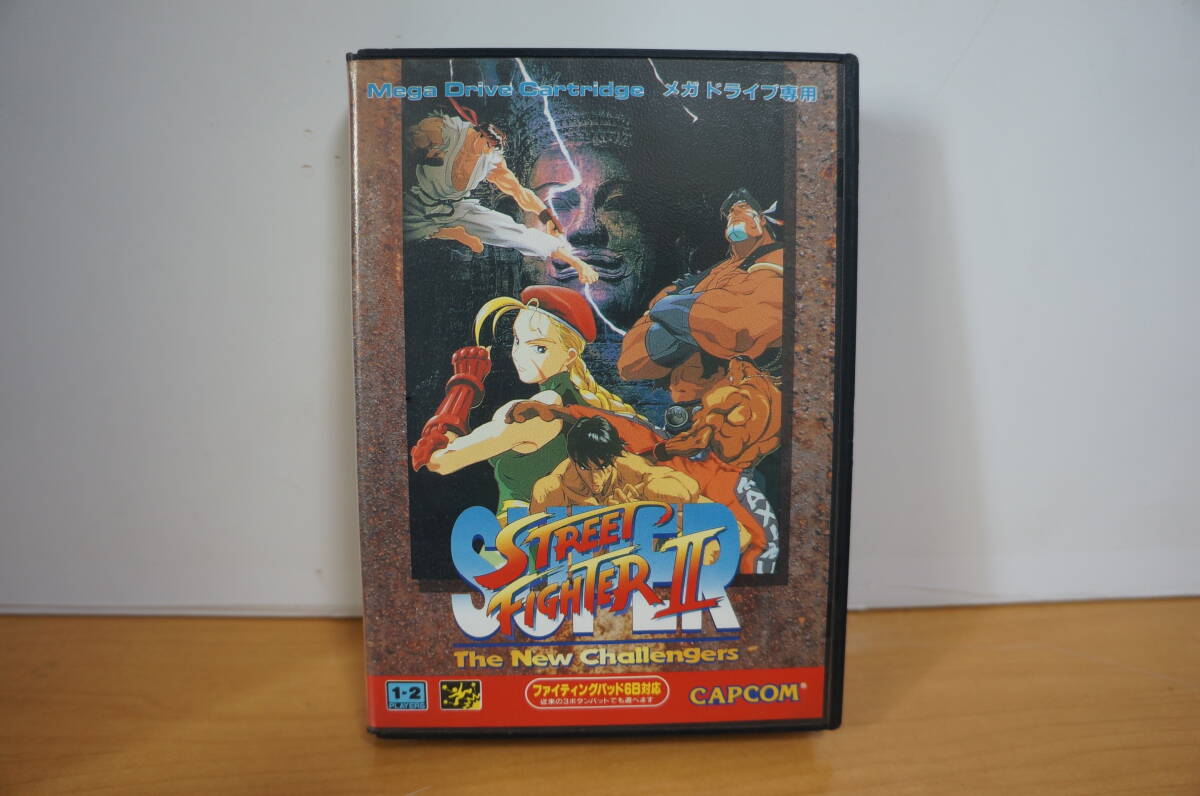 Mega Drive Cartridge メガドライブ専用
SUPER
STREET
FIGHTER II
The New Challengers
1-2
PLAYERS
ファイティングパッド6B対応
従来の3ボタンパットでも遊べます
CAPCOM